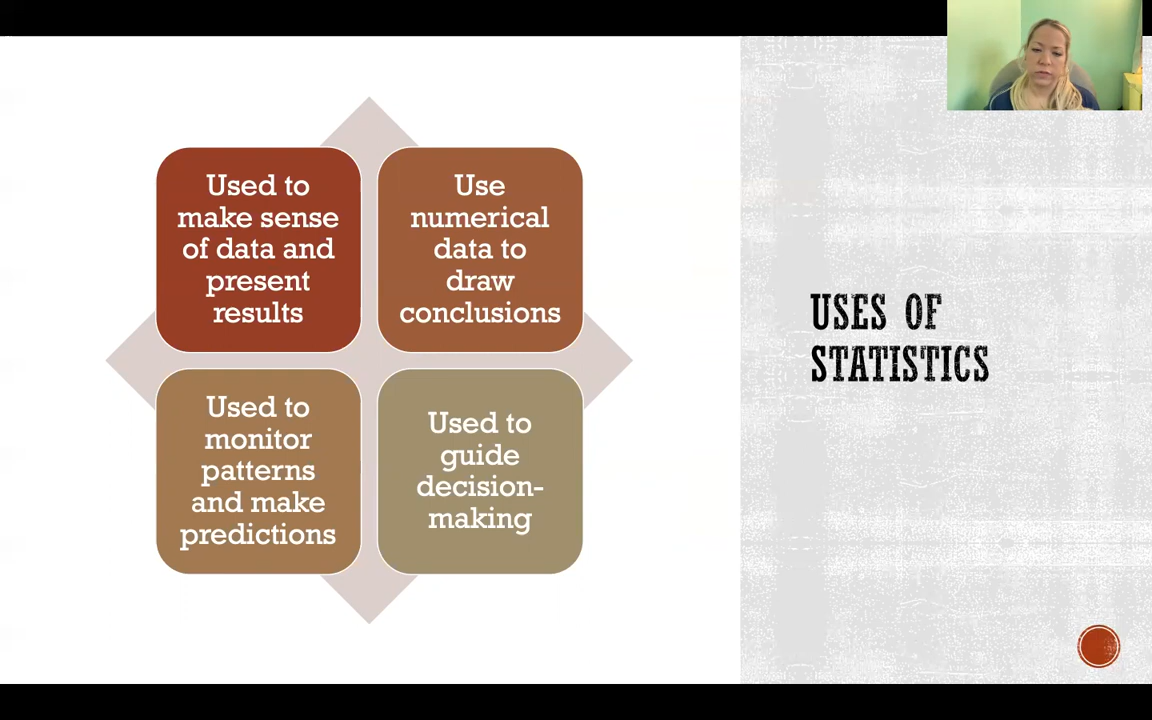 Used to
make sense
of data and
present
results
Use
numerical
data to
draw
conclusions
Used to
monitor
patterns
and make
predictions
Used to
guide
decision-
making
USES OF
STATISTICS